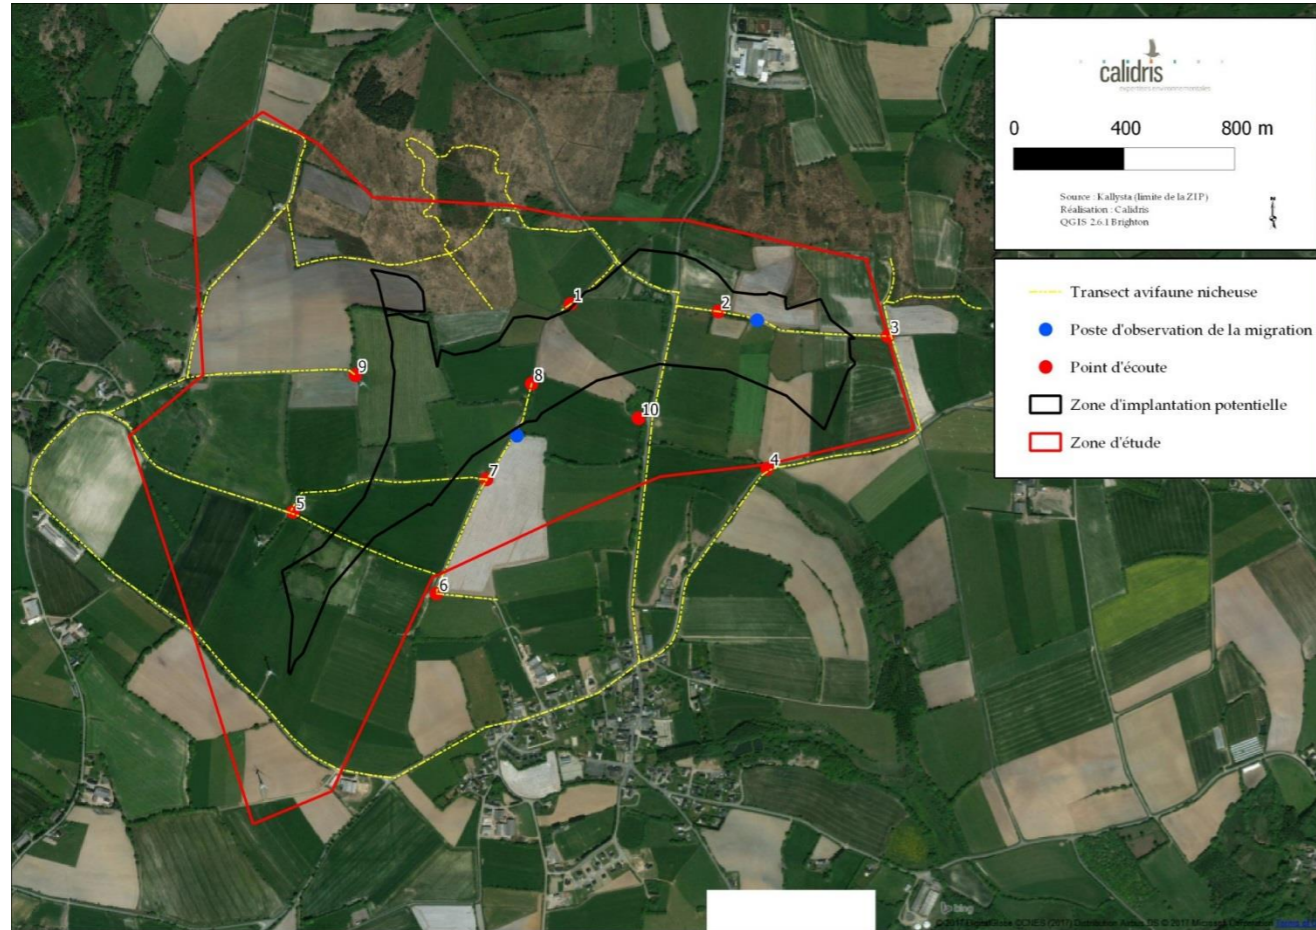 calidris
expertises environnementales
0 400 800 m
Source : Kallysta (limite de la ZIP)
Réalisation : Calidris
QGIS 2.6.1 Brighton
Transect avifaune nicheuse
Poste d'observation de la migration
Point d'écoute
Zone d'implantation potentielle
Zone d'étude
1
2
3
9
8
10
4
7
5
6